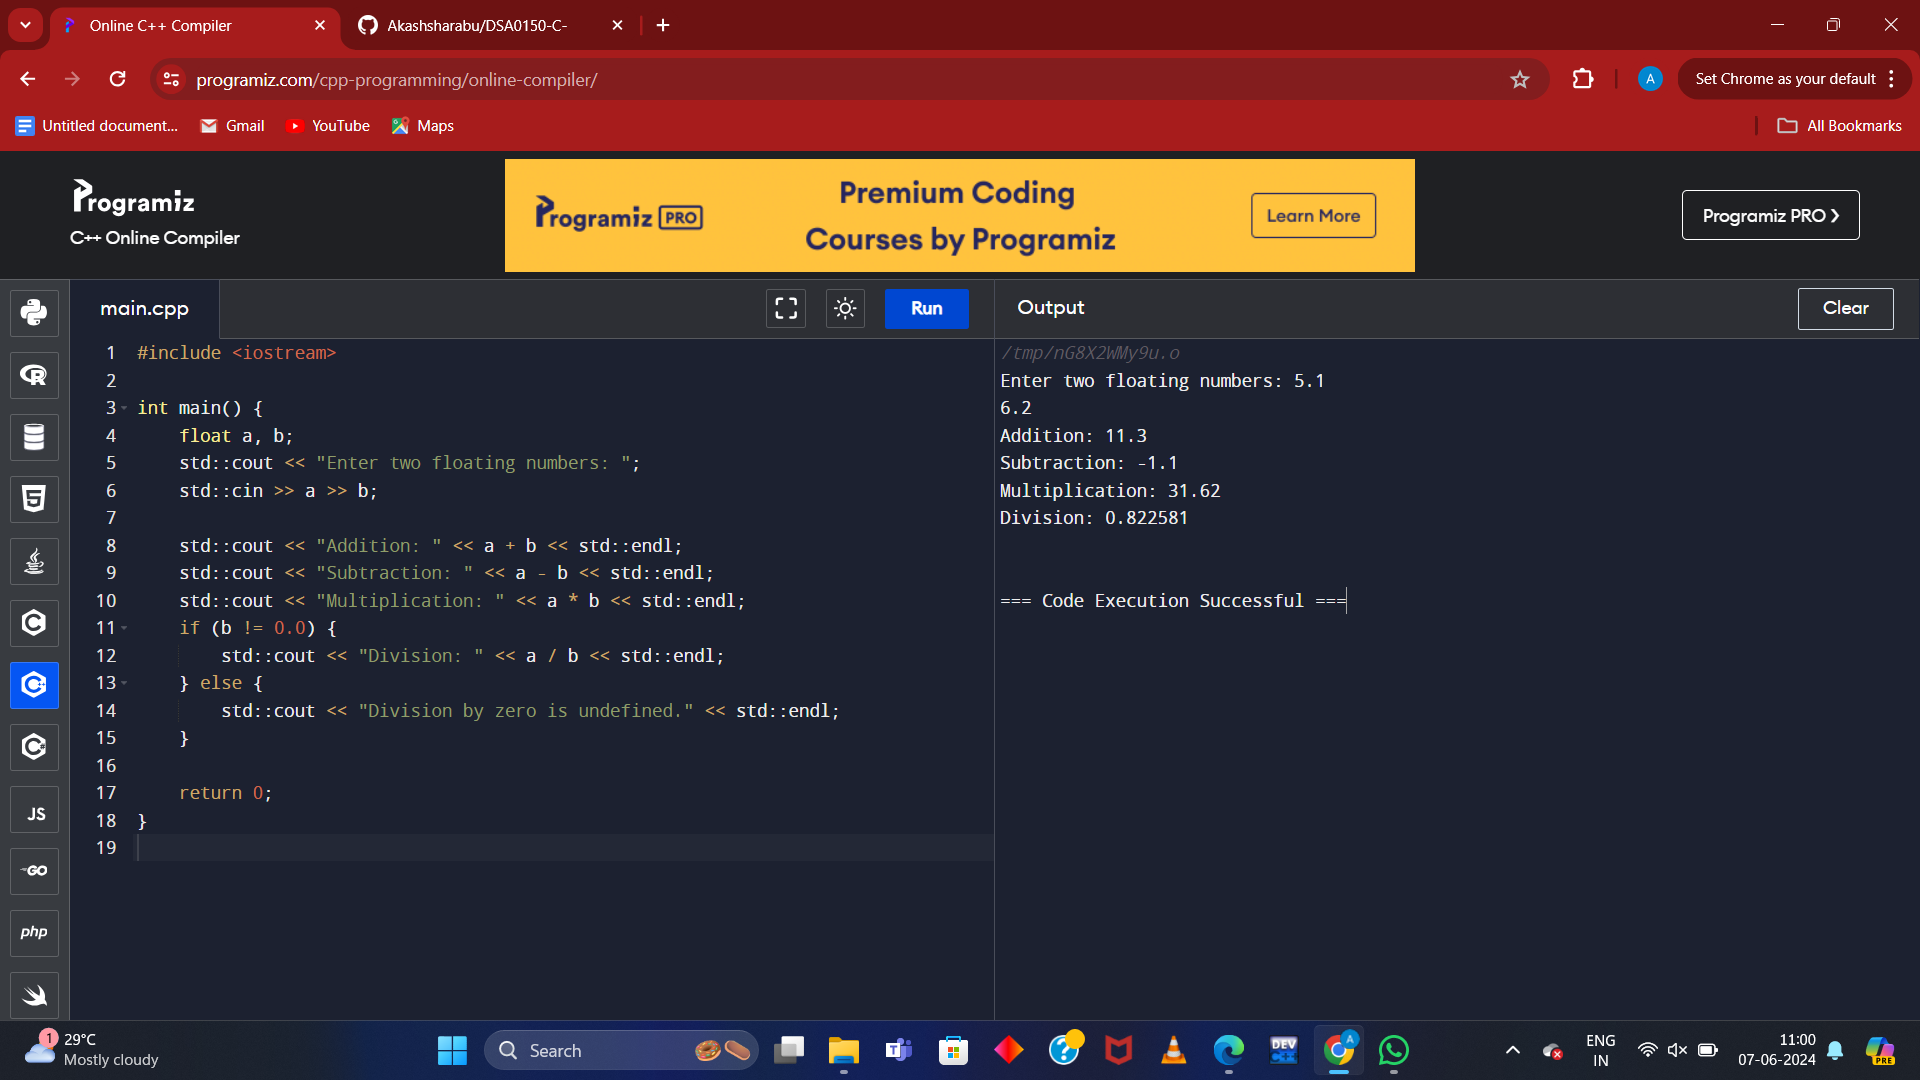 Online C++ Compiler
Akashsharabu/DSA0150-C-
programiz.com/cpp-programming/online-compiler/
A
Set Chrome as your default
Untitled document...
Gmail
YouTube
Maps
All Bookmarks
Programiz
C++ Online Compiler
Programiz PRO
Premium Coding
Courses by Programiz
Learn More
Programiz PRO
main.cpp
Run
Output
Clear
1 #include <iostream>
2
3 int main() {
4     float a, b;
5     std::cout << "Enter two floating numbers: ";
6     std::cin >> a >> b;
7
8     std::cout << "Addition: " << a + b << std::endl;
9     std::cout << "Subtraction: " << a - b << std::endl;
10     std::cout << "Multiplication: " << a * b << std::endl;
11     if (b != 0.0) {
12         std::cout << "Division: " << a / b << std::endl;
13     } else {
14         std::cout << "Division by zero is undefined." << std::endl;
15     }
16
17     return 0;
18 }
19
/tmp/nG8X2WMy9u.o
Enter two floating numbers: 5.1
6.2
Addition: 11.3
Subtraction: -1.1
Multiplication: 31.62
Division: 0.822581
=== Code Execution Successful ===
R
5
C
C
C
JS
GO
php
1
29°C
Mostly cloudy
Search
T
DEV
C++
A
ENG
IN
11:00
07-06-2024
PRE